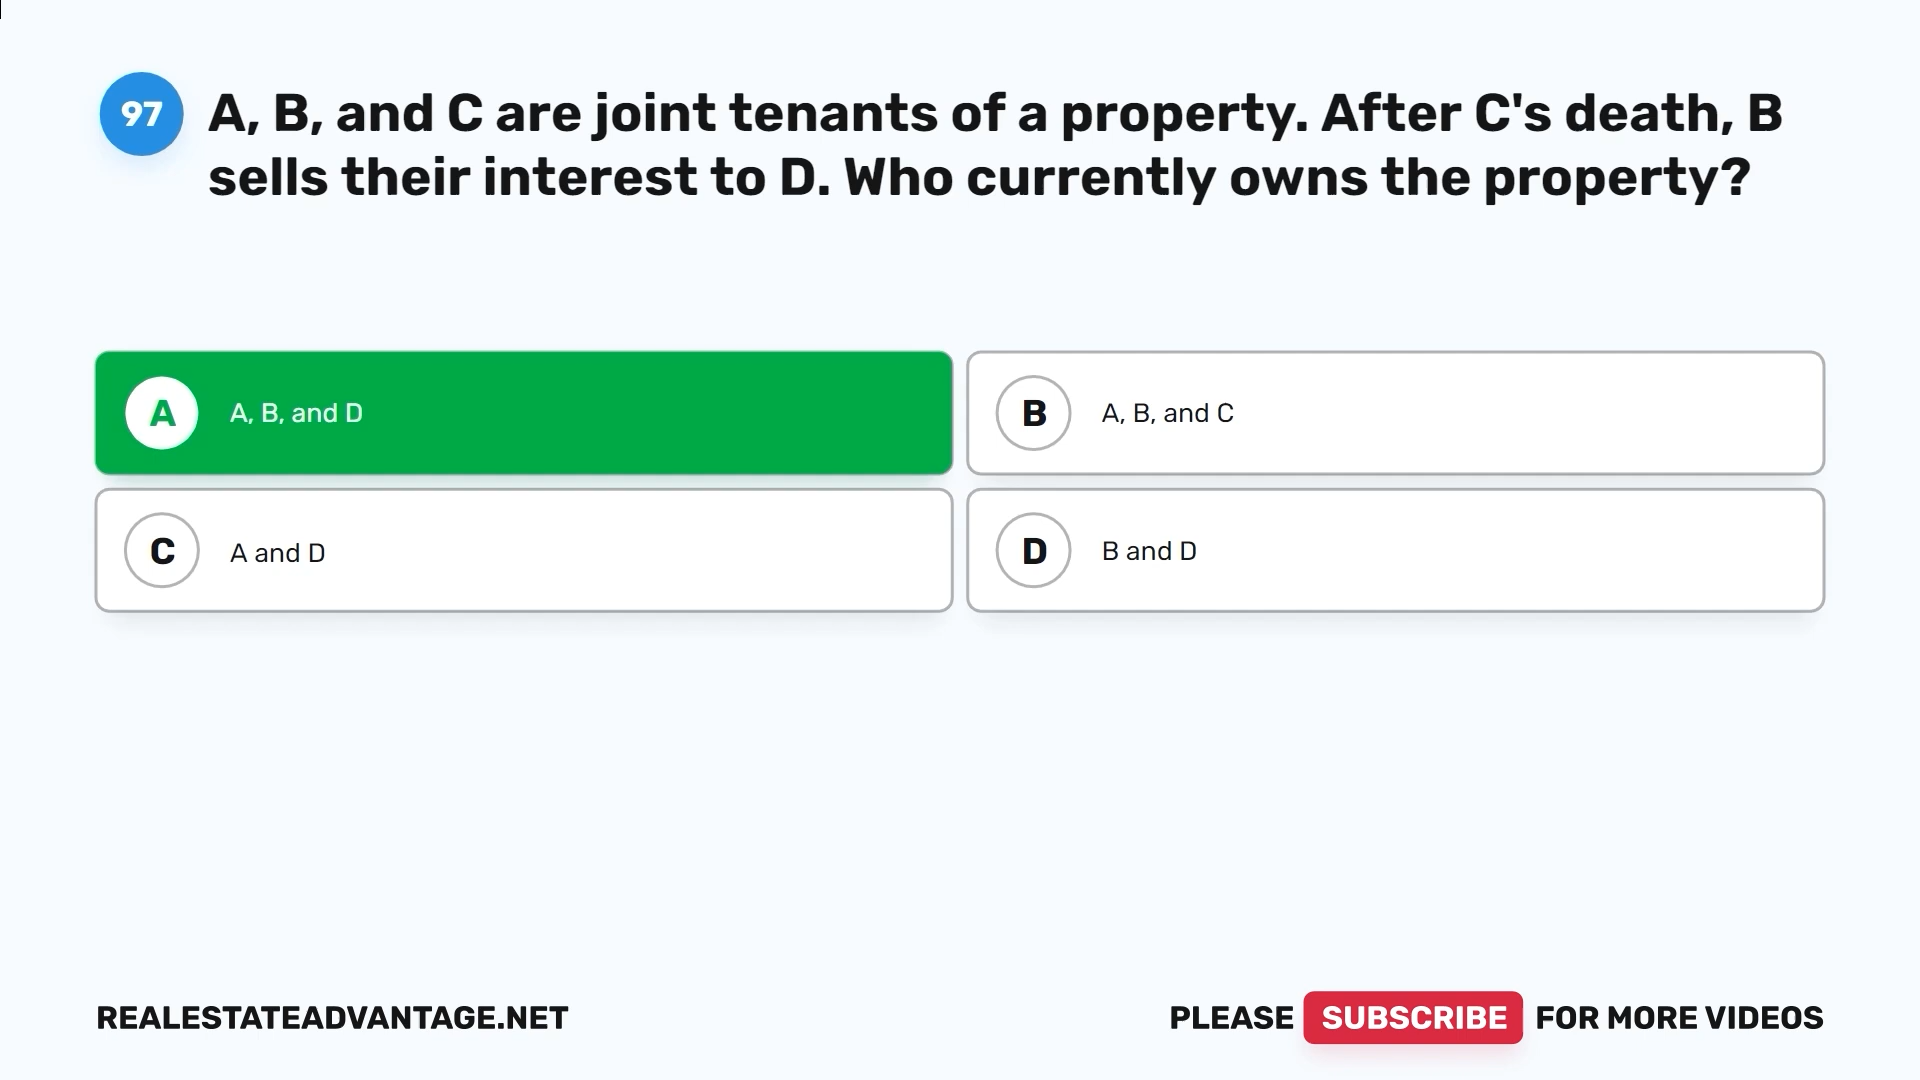 97
A, B, and C are joint tenants of a property. After C's death, B
sells their interest to D. Who currently owns the property?
A
A, B, and D
B
A, B, and C
C
A and D
D
B and D
REALESTATEADVANTAGE.NET
PLEASE SUBSCRIBE FOR MORE VIDEOS